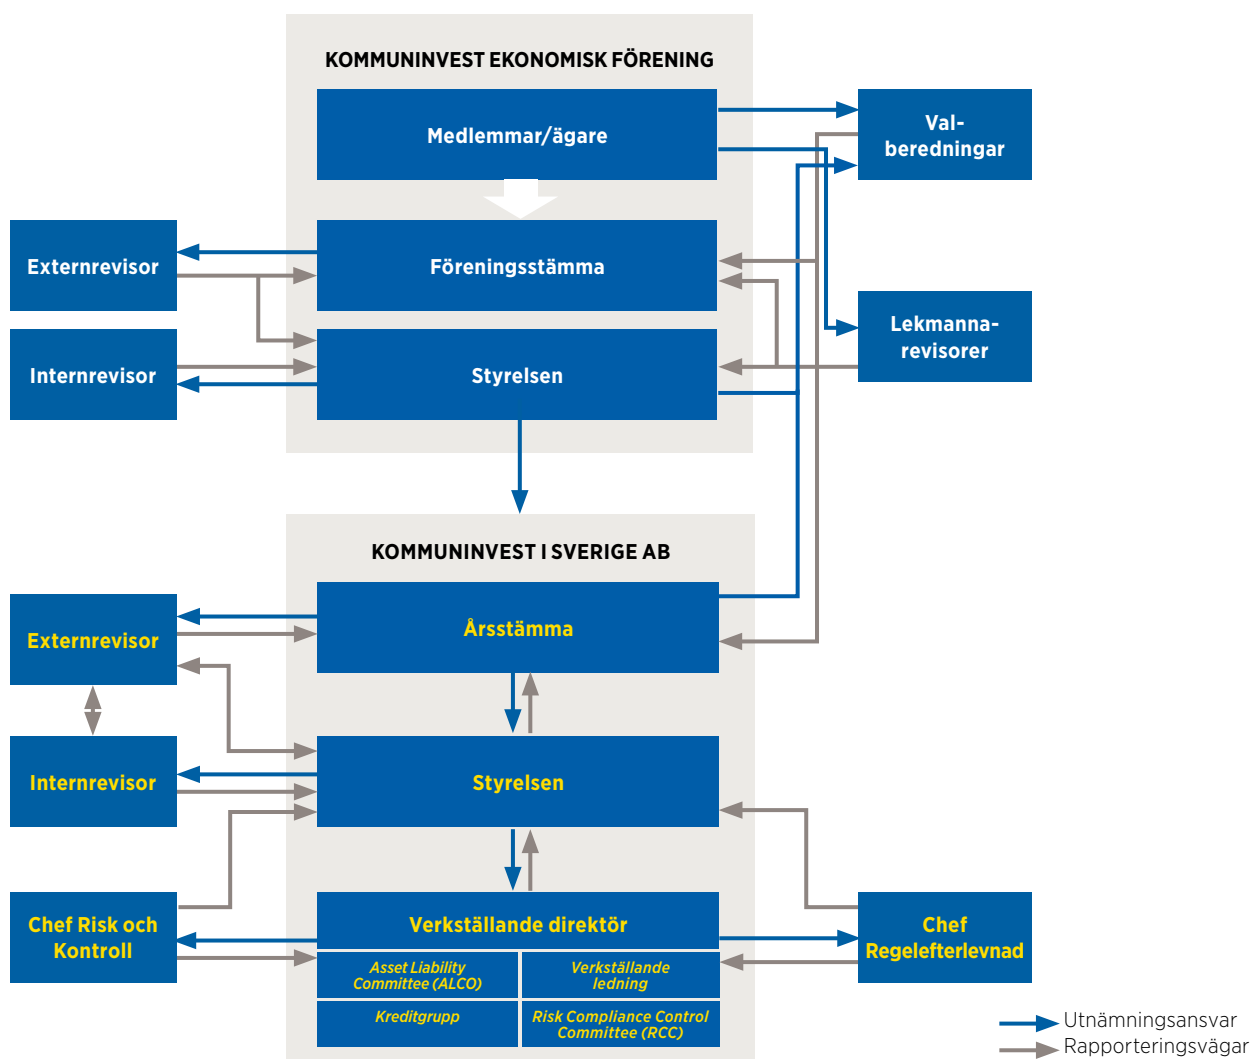 KOMMUNINVEST EKONOMISK FÖRENING
Medlemmar/ägare
Val-
beredningar
Externrevisor
Föreningsstämma
Lekmanna-
revisorer
Internrevisor
Styrelsen
KOMMUNINVEST I SVERIGE AB
Externrevisor
Årsstämma
Internrevisor
Styrelsen
Chef Risk och
Kontroll
Verkställande direktör
Chef
Regelefterlevnad
Asset Liability
Committee (ALCO)
Verkställande
ledning
Kreditgrupp
Risk Compliance Control
Committee (RCC)
Utnämningsansvar
Rapporteringsvägar